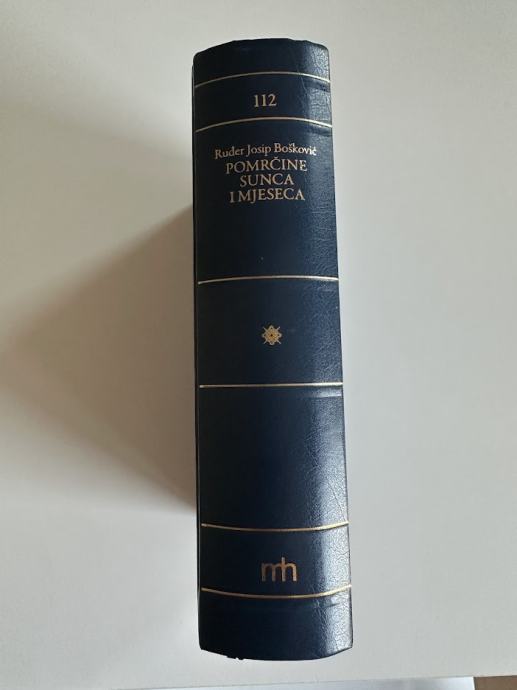 112
Ruđer Josip Bošković
POMRČINE
SUNCA
I MJESECA
mh